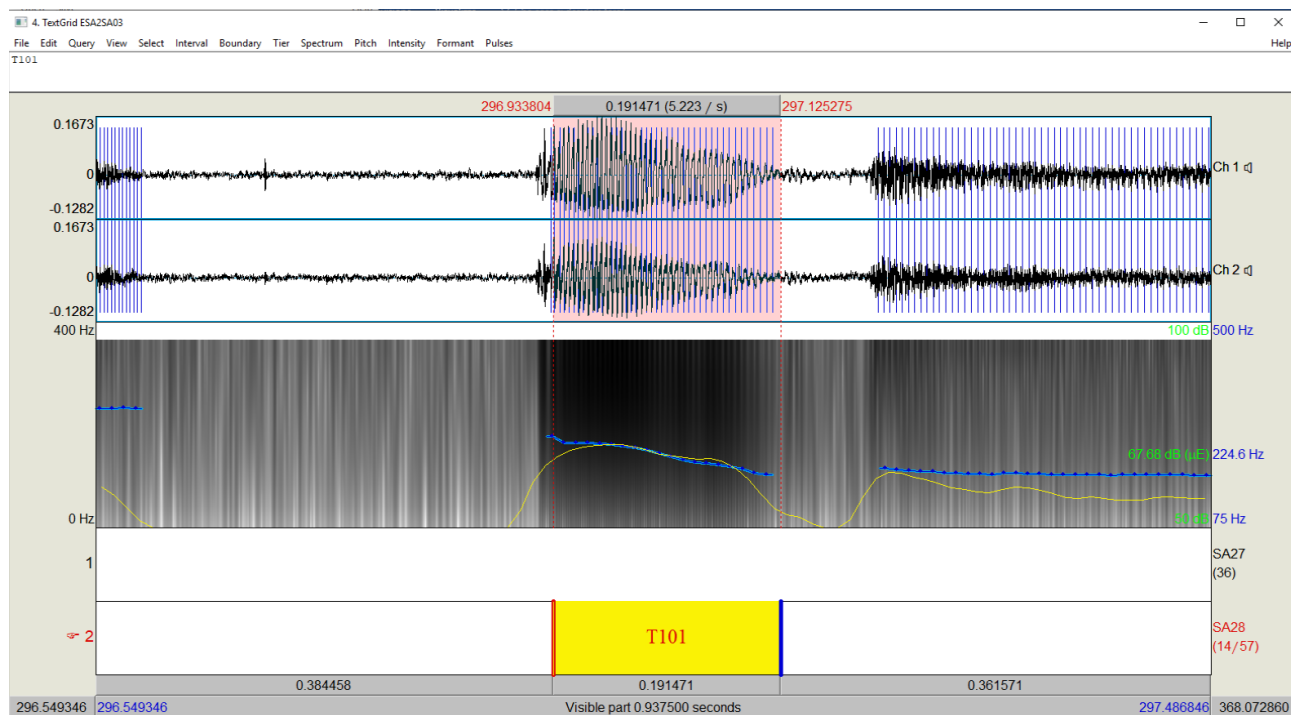 4. TextGrid ESA2SA03
File Edit Query View Select Interval Boundary Tier Spectrum Pitch Intensity Formant Pulses Help
T101
296.933804 0.191471 (5.223 / s) 297.125275
0.1673
0 Ch 1
-0.1282
0.1673
0 Ch 2
-0.1282
400 Hz 100 dB 500 Hz
67.68 dB (µE) 224.6 Hz
0 Hz 50 dB 75 Hz
1 SA27
(36)
2 T101 SA28
(14/57)
0.384458 0.191471 0.361571
296.549346 296.549346 Visible part 0.937500 seconds 297.486846 368.072860